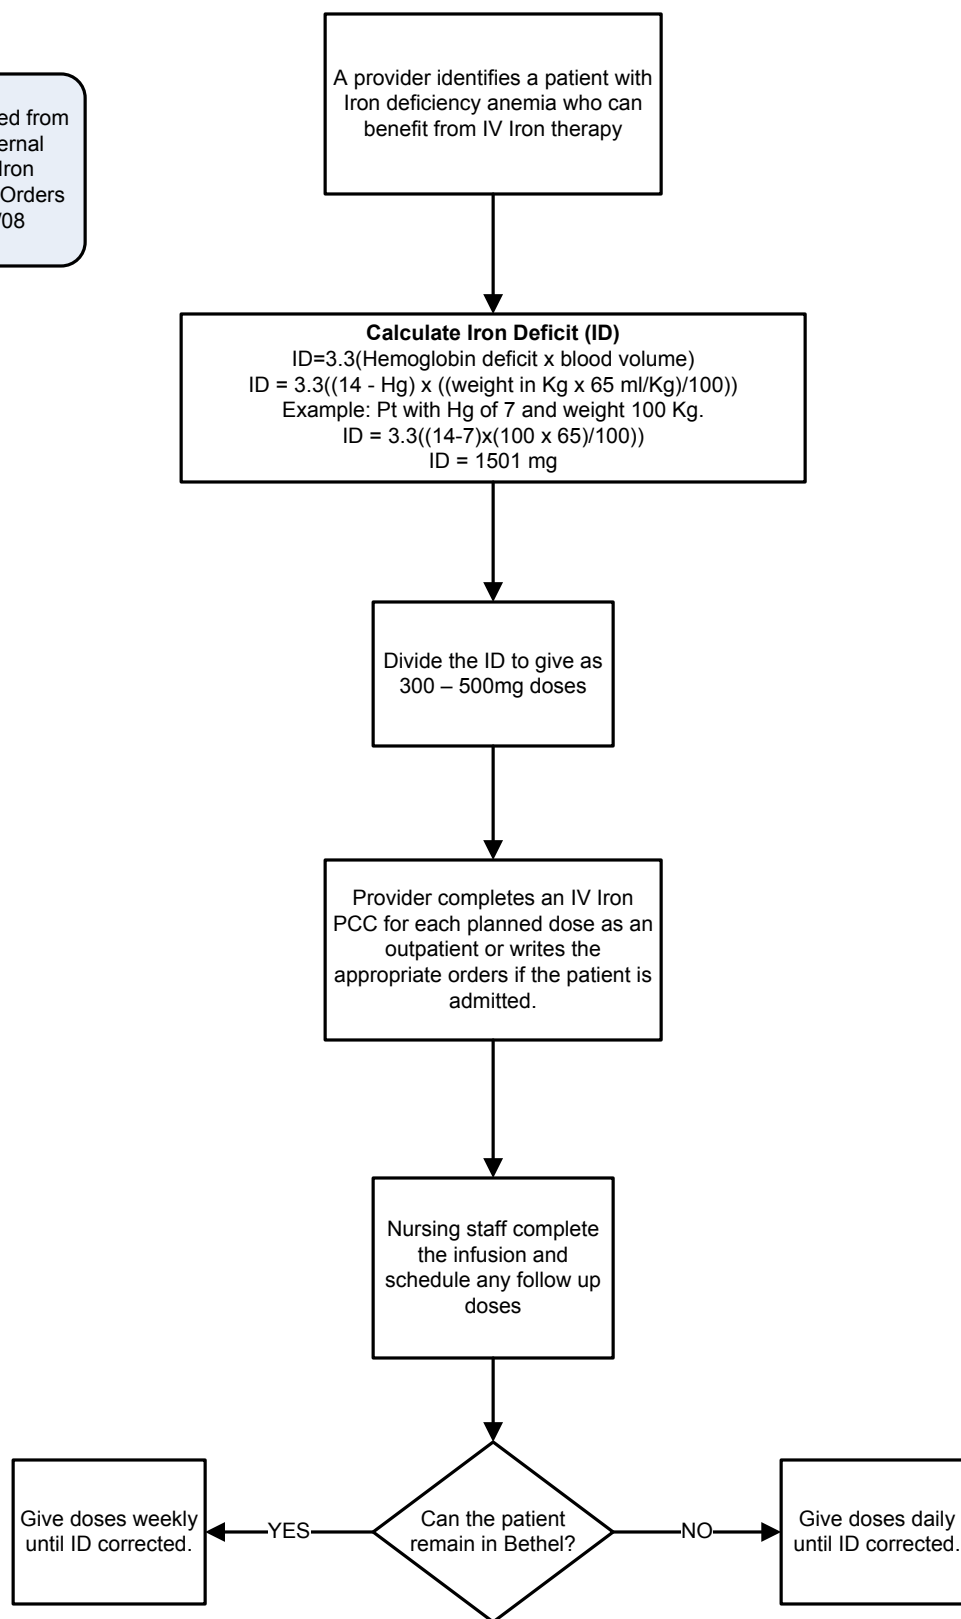 A provider identifies a patient with
Iron deficiency anemia who can
benefit from IV Iron therapy
ed from
ernal
Iron
Orders
/08
Calculate Iron Deficit (ID)
ID=3.3(Hemoglobin deficit x blood volume)
ID = 3.3((14 - Hg) x ((weight in Kg x 65 ml/Kg)/100))
Example: Pt with Hg of 7 and weight 100 Kg.
ID = 3.3((14-7)x(100 x 65)/100))
ID = 1501 mg
Divide the ID to give as
300 – 500mg doses
Provider completes an IV Iron
PCC for each planned dose as an
outpatient or writes the
appropriate orders if the patient is
admitted.
Nursing staff complete
the infusion and
schedule any follow up
doses
Can the patient
remain in Bethel?
YES
NO
Give doses weekly
until ID corrected.
Give doses daily
until ID corrected.